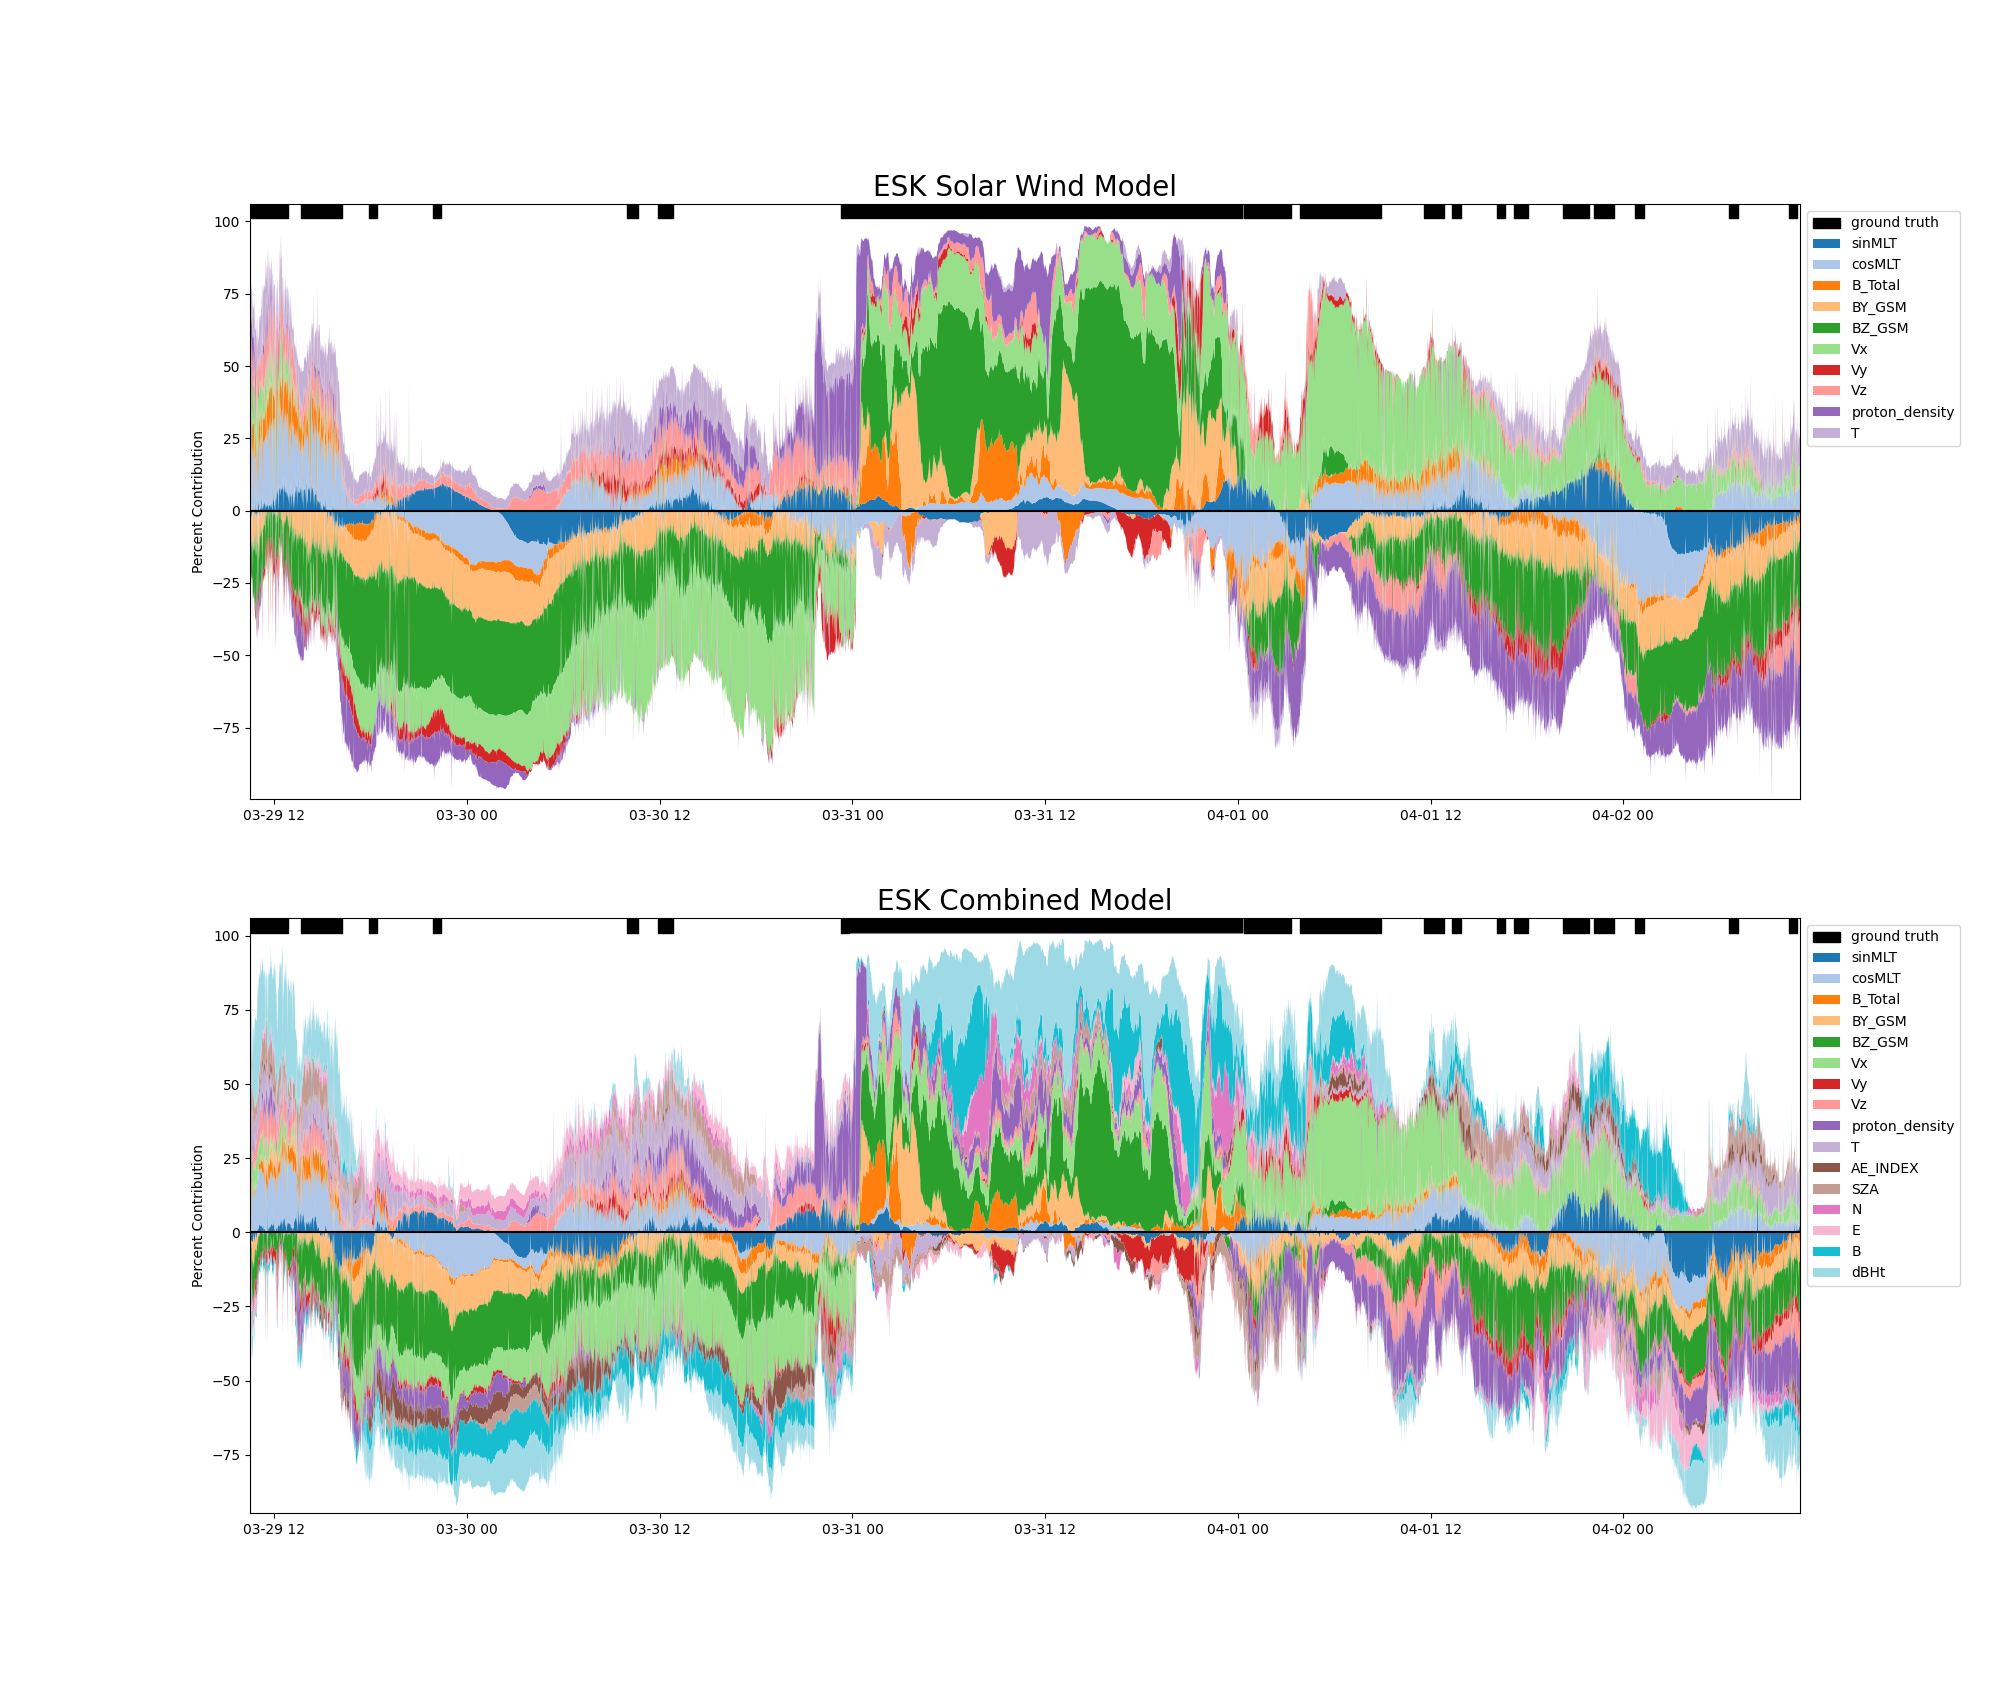 ESK Solar Wind Model
100
75
50
25
0
−25
−50
−75
Percent Contribution
03-29 12
03-30 00
03-30 12
03-31 00
03-31 12
04-01 00
04-01 12
04-02 00
ground truth
sinMLT
cosMLT
B_Total
BY_GSM
BZ_GSM
Vx
Vy
Vz
proton_density
T
ESK Combined Model
100
75
50
25
0
−25
−50
−75
Percent Contribution
03-29 12
03-30 00
03-30 12
03-31 00
03-31 12
04-01 00
04-01 12
04-02 00
ground truth
sinMLT
cosMLT
B_Total
BY_GSM
BZ_GSM
Vx
Vy
Vz
proton_density
T
AE_INDEX
SZA
N
E
B
dBHt